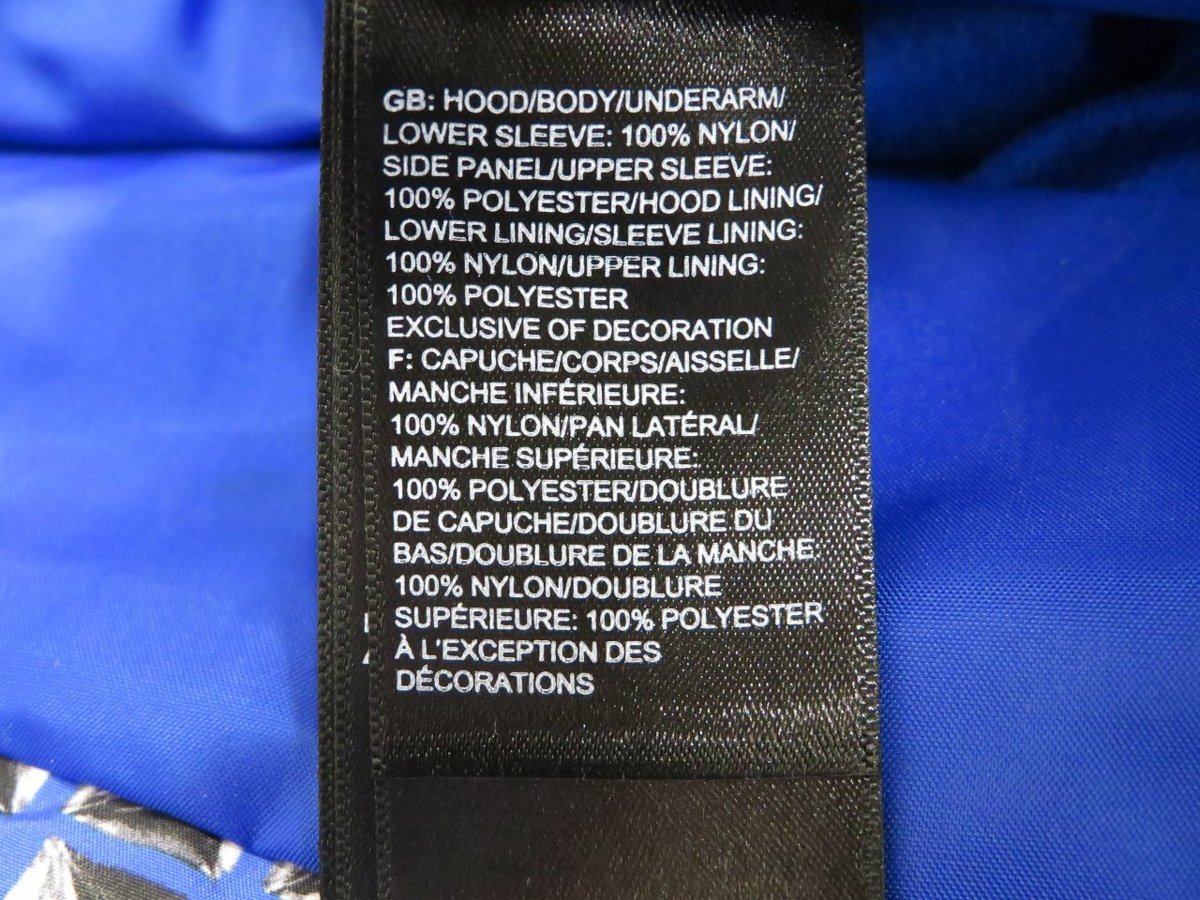 GB: HOOD/BODY/UNDERARM/
LOWER SLEEVE: 100% NYLON/
SIDE PANEL/UPPER SLEEVE:
100% POLYESTER/HOOD LINING/
LOWER LINING/SLEEVE LINING:
100% NYLON/UPPER LINING:
100% POLYESTER
EXCLUSIVE OF DECORATION
F: CAPUCHE/CORPS/AISSELLE/
MANCHE INFÉRIEURE:
100% NYLON/PAN LATÉRAL/
MANCHE SUPÉRIEURE:
100% POLYESTER/DOUBLURE
DE CAPUCHE/DOUBLURE DU
BAS/DOUBLURE DE LA MANCHE:
100% NYLON/DOUBLURE
SUPÉRIEURE: 100% POLYESTER
À L'EXCEPTION DES
DÉCORATIONS